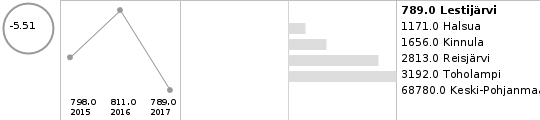 -5.51
798.0 811.0 789.0
2015 2016 2017
789.0 Lestijärvi
1171.0 Halsua
1656.0 Kinnula
2813.0 Reisjärvi
3192.0 Toholampi
68780.0 Keski-Pohjanmaa